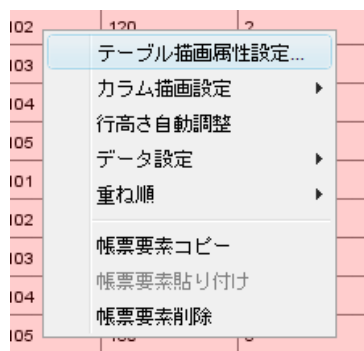 102 120 2
テーブル描画属性設定...
103
カラム描画設定
104
行高さ自動調整
105
データ設定
101
重ね順
102
帳票要素コピー
103
帳票要素貼り付け
104
帳票要素削除
105